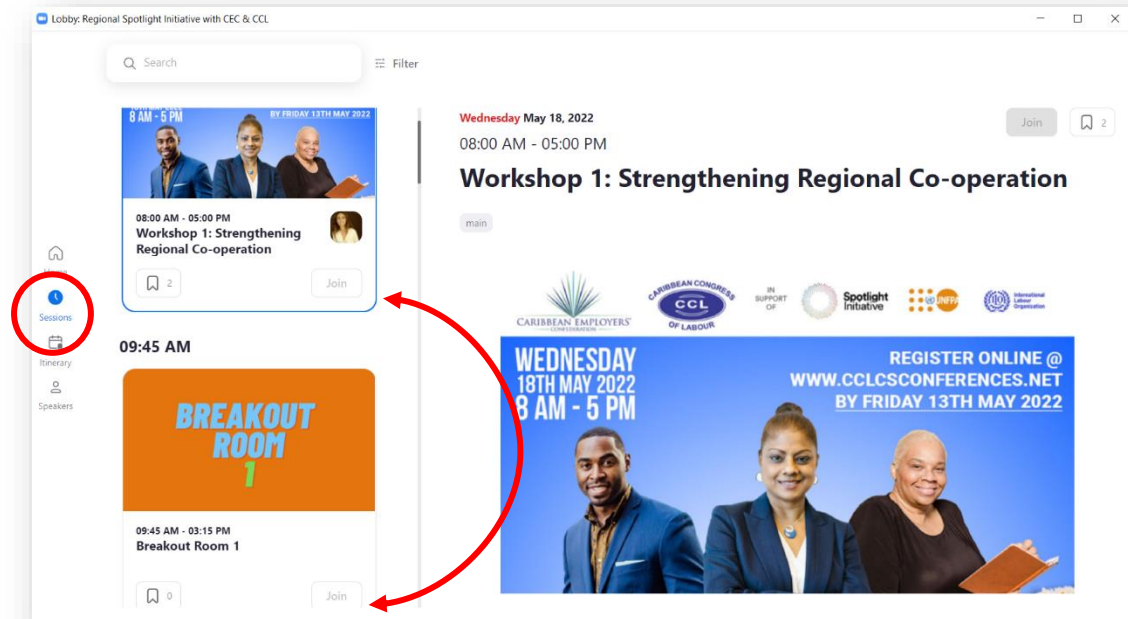 Lobby: Regional Spotlight Initiative with CEC & CCL
Search
Filter
8 AM - 5 PM
BY FRIDAY 13TH MAY 2022
08:00 AM - 05:00 PM
Workshop 1: Strengthening
Regional Co-operation
2
Join
Home
Sessions
Itinerary
Speakers
09:45 AM
BREAKOUT
ROOM
1
09:45 AM - 03:15 PM
Breakout Room 1
0
Join
Wednesday May 18, 2022
Join
2
08:00 AM - 05:00 PM
Workshop 1: Strengthening Regional Co-operation
main
CARIBBEAN EMPLOYERS'
CONFEDERATION
CARIBBEAN CONGRESS
CCL
OF LABOUR
IN
SUPPORT
OF
Spotlight
Initiative
UNFPA
International
Labour
Organization
WEDNESDAY
18TH MAY 2022
8 AM - 5 PM
REGISTER ONLINE @
WWW.CCLCSCONFERENCES.NET
BY FRIDAY 13TH MAY 2022